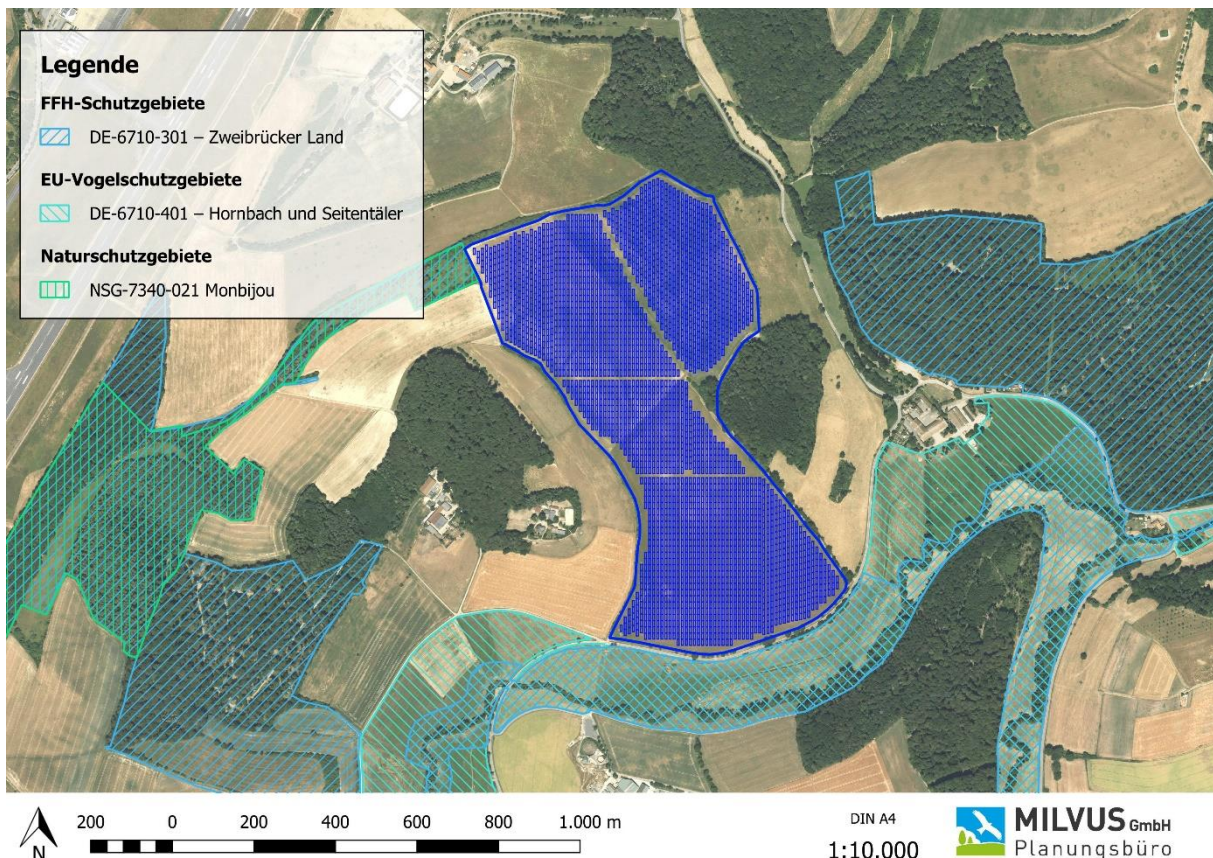 Legende
FFH-Schutzgebiete
DE-6710-301 – Zweibrücker Land
EU-Vogelschutzgebiete
DE-6710-401 – Hornbach und Seitentäler
Naturschutzgebiete
NSG-7340-021 Monbijou
N
200 0 200 400 600 800 1.000 m
DIN A4
1:10.000
MILVUS GmbH
Planungsbüro